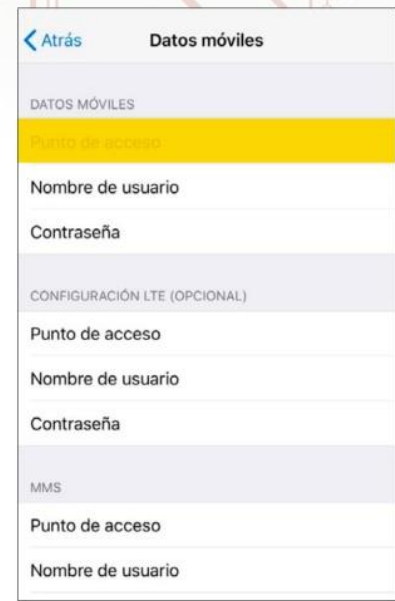 Atrás
Datos móviles
DATOS MÓVILES
Punto de acceso
Nombre de usuario
Contraseña
CONFIGURACIÓN LTE (OPCIONAL)
Punto de acceso
Nombre de usuario
Contraseña
MMS
Punto de acceso
Nombre de usuario